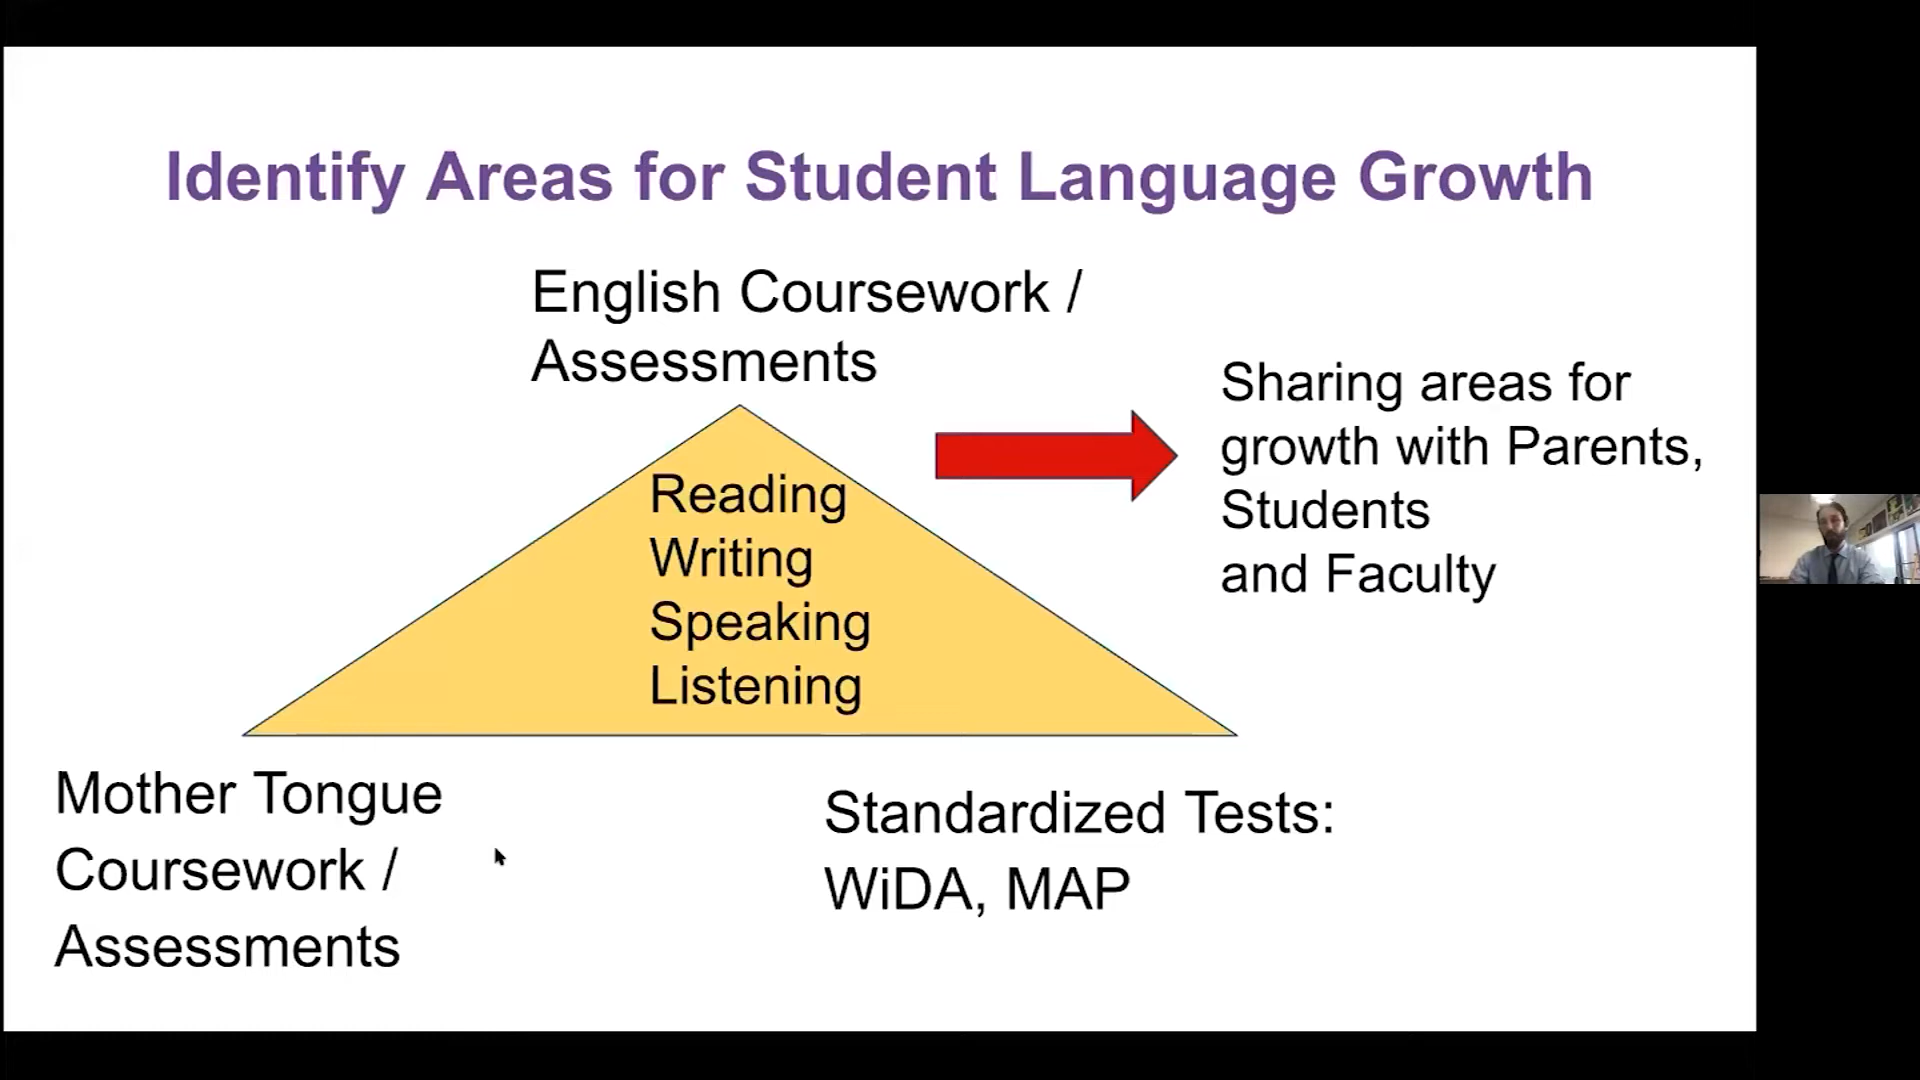 Identify Areas for Student Language Growth
English Coursework /
Assessments
Sharing areas for
growth with Parents,
Students
and Faculty
Reading
Writing
Speaking
Listening
Mother Tongue
Coursework /
Assessments
Standardized Tests:
WiDA, MAP